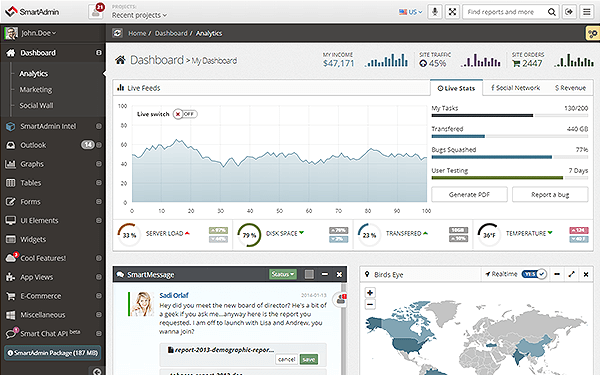 SmartAdmin
21
PROJECTS:
Recent projects
US
Find reports and more
John.Doe
Home / Dashboard / Analytics
Dashboard
Analytics
Marketing
Social Wall
SmartAdmin Intel
Outlook
14
Graphs
Tables
Forms
UI Elements
Widgets
Cool Features!
App Views
E-Commerce
Miscellaneous
Smart Chat API beta
SmartAdmin Package (187 MB)
Dashboard > My Dashboard
MY INCOME
$47,171
SITE TRAFFIC
45%
SITE ORDERS
2447
Live Feeds
Live Stats
Social Network
$ Revenue
Live switch
OFF
100
80
60
40
20
0
0 10 20 30 40 50 60 70 80 90 100
My Tasks 130/200
Transfered 440 GB
Bugs Squashed 77%
User Testing 7 Days
Generate PDF
Report a bug
33 %
SERVER LOAD
97%
79 %
DISK SPACE
76%
23 %
TRANSFERED
10GB
10%
36°F
TEMPERATURE
124
SmartMessage
Status
Sadi Orlaf
2014-01-13
Hey did you meet the new board of director? He's a bit of
a geek if you ask me...anyway here is the report you
requested. I am off to launch with Lisa and Andrew, you
wanna join?
report-2013-demographic-repor...
cancel
save
Birds Eye
Realtime
YES